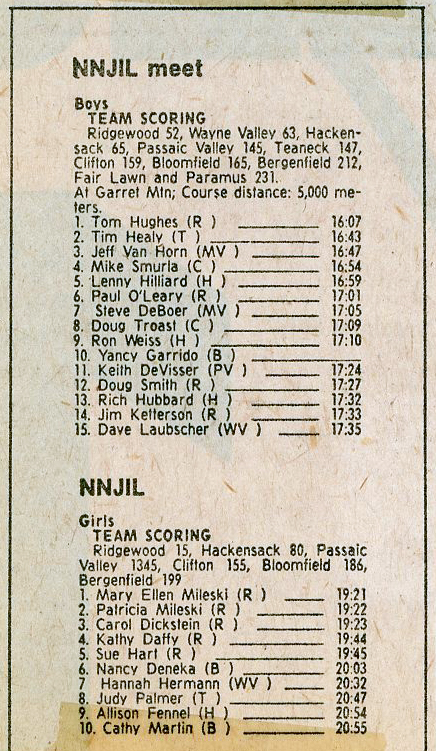 NNJIL meet
Boys
TEAM SCORING
Ridgewood 52, Wayne Valley 63, Hacken-
sack 65, Passaic Valley 145, Teaneck 147,
Clifton 159, Bloomfield 165, Bergenfield 212,
Fair Lawn and Paramus 231.
At Garret Mtn; Course distance: 5,000 me-
ters.
1. Tom Hughes (R ) 16:07
2. Tim Healy (T ) 16:43
3. Jeff Van Horn (MV ) 16:47
4. Mike Smurla (C ) 16:54
5. Lenny Hilliard (H ) 16:59
6. Paul O'Leary (R ) 17:01
7 Steve DeBoer (MV ) 17:05
8. Doug Troast (C ) 17:09
9. Ron Weiss (H ) 17:10
10. Yancy Garrido (B )
11. Keith DeVisser (PV ) 17:24
12. Doug Smith (R ) 17:27
13. Rich Hubbard (H ) 17:32
14. Jim Ketterson (R ) 17:33
15. Dave Laubscher (WV ) 17:35
NNJIL
Girls
TEAM SCORING
Ridgewood 15, Hackensack 80, Passaic
Valley 1345, Clifton 155, Bloomfield 186,
Bergenfield 199
1. Mary Ellen Mileski (R ) 19:21
2. Patricia Mileski (R ) 19:22
3. Carol Dickstein (R ) 19:23
4. Kathy Daffy (R ) 19:44
5. Sue Hart (R ) 19:45
6. Nancy Deneka (B ) 20:03
7 Hannah Hermann (WV ) 20:32
8. Judy Palmer (T ) 20:47
9. Allison Fennel (H ) 20:54
10. Cathy Martin (B ) 20:55